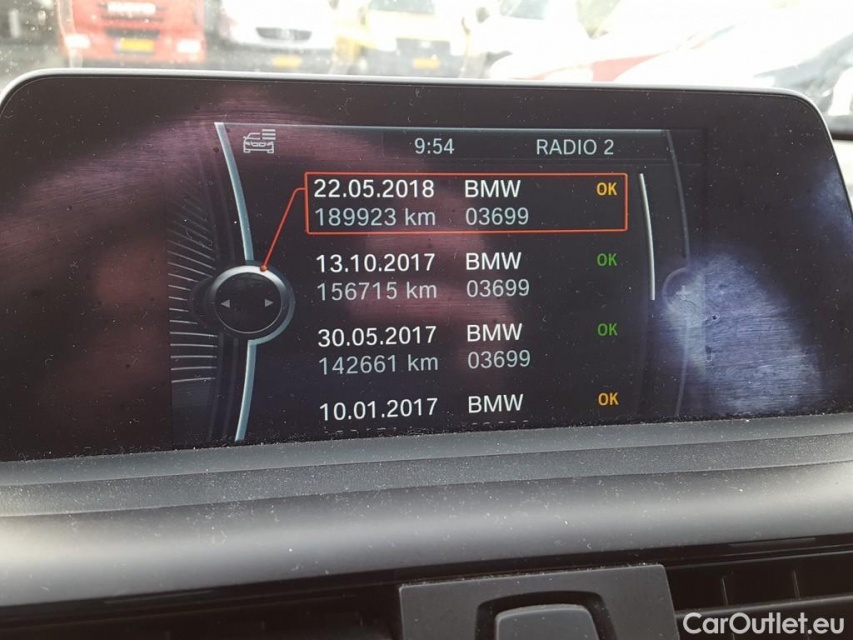 9:54 RADIO 2
22.05.2018 BMW OK
189923 km 03699
13.10.2017 BMW OK
156715 km 03699
30.05.2017 BMW OK
142661 km 03699
10.01.2017 BMW OK
CarOutlet.eu